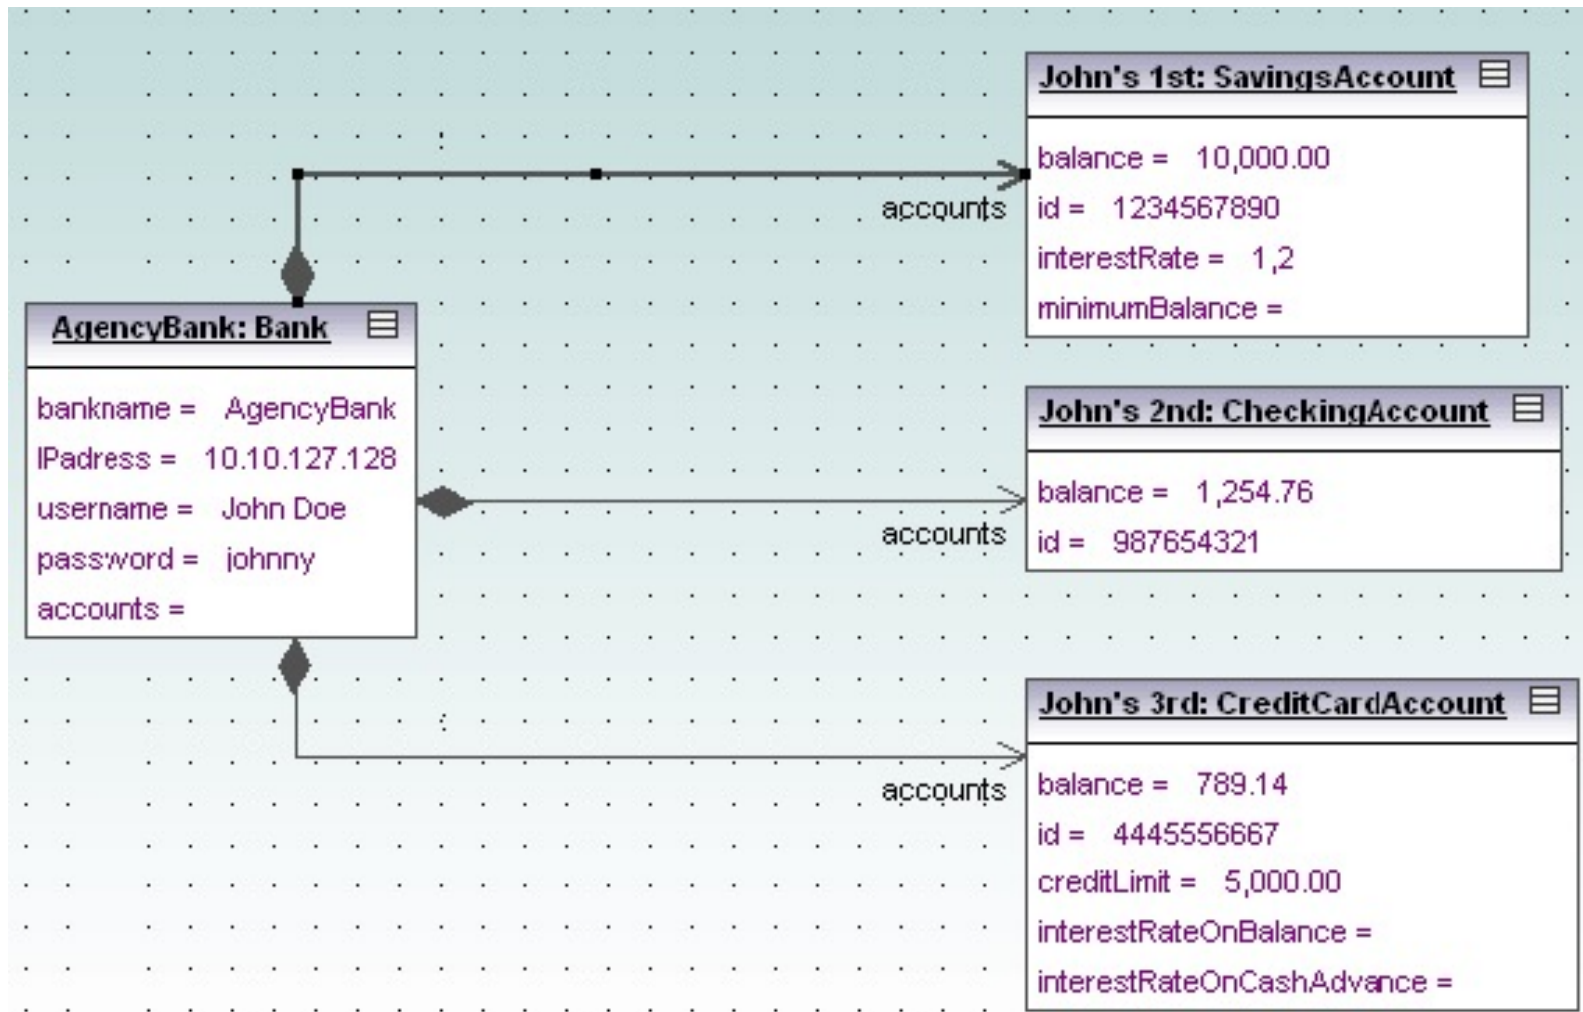 John's 1st: SavingsAccount
balance = 10,000.00
id = 1234567890
interestRate = 1,2
minimumBalance =
accounts
AgencyBank: Bank
bankname = AgencyBank
IPadress = 10.10.127.128
username = John Doe
password = johnny
accounts =
John's 2nd: CheckingAccount
balance = 1,254.76
id = 987654321
accounts
John's 3rd: CreditCardAccount
balance = 789.14
id = 4445556667
creditLimit = 5,000.00
interestRateOnBalance =
interestRateOnCashAdvance =
accounts